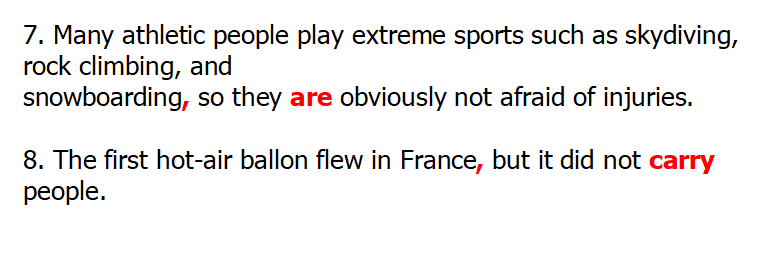 7. Many athletic people play extreme sports such as skydiving,
rock climbing, and
snowboarding, so they are obviously not afraid of injuries.
8. The first hot-air ballon flew in France, but it did not carry
people.